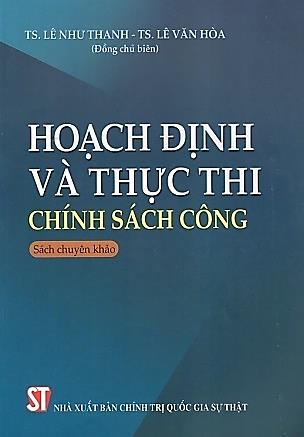 TS. LÊ NHƯ THANH - TS. LÊ VĂN HÒA
(Đồng chủ biên)
HOẠCH ĐỊNH
VÀ THỰC THI
CHÍNH SÁCH CÔNG
Sách chuyên khảo
ST NHÀ XUẤT BẢN CHÍNH TRỊ QUỐC GIA SỰ THẬT